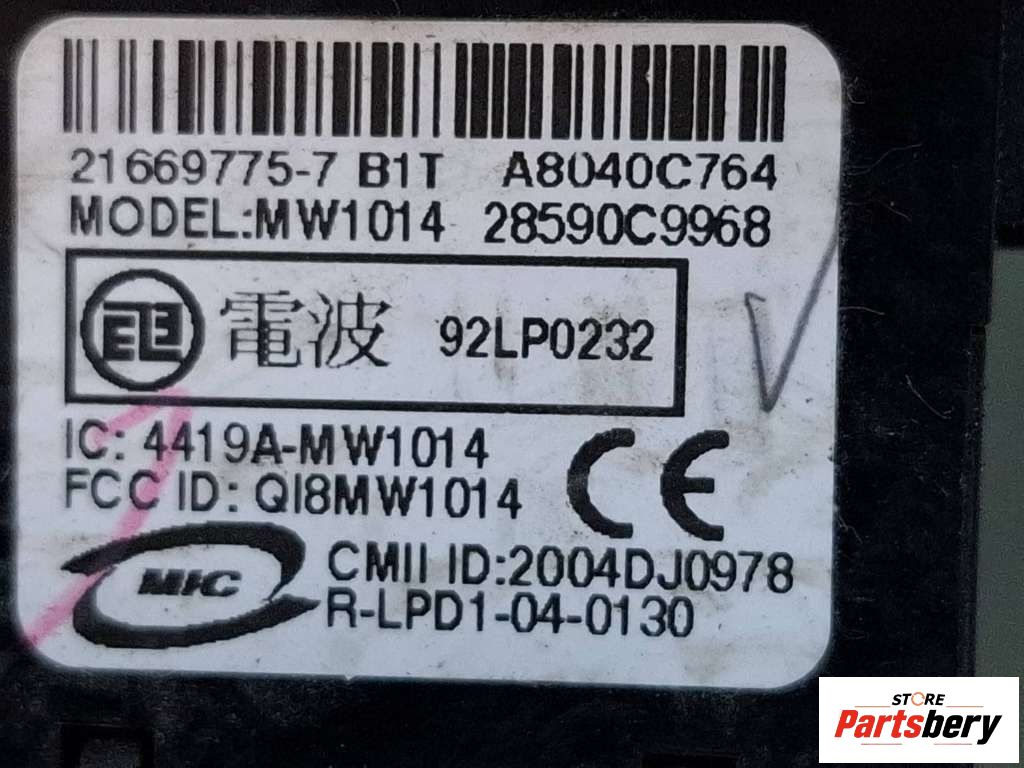 21669775-7 B1T A8040C764
MODEL:MW1014 28590C9968
電波 92LP0232
IC: 4419A-MW1014
FCC ID: QI8MW1014
CE
MIC
CMII ID:2004DJ0978
R-LPD1-04-0130
STORE
Partsbery